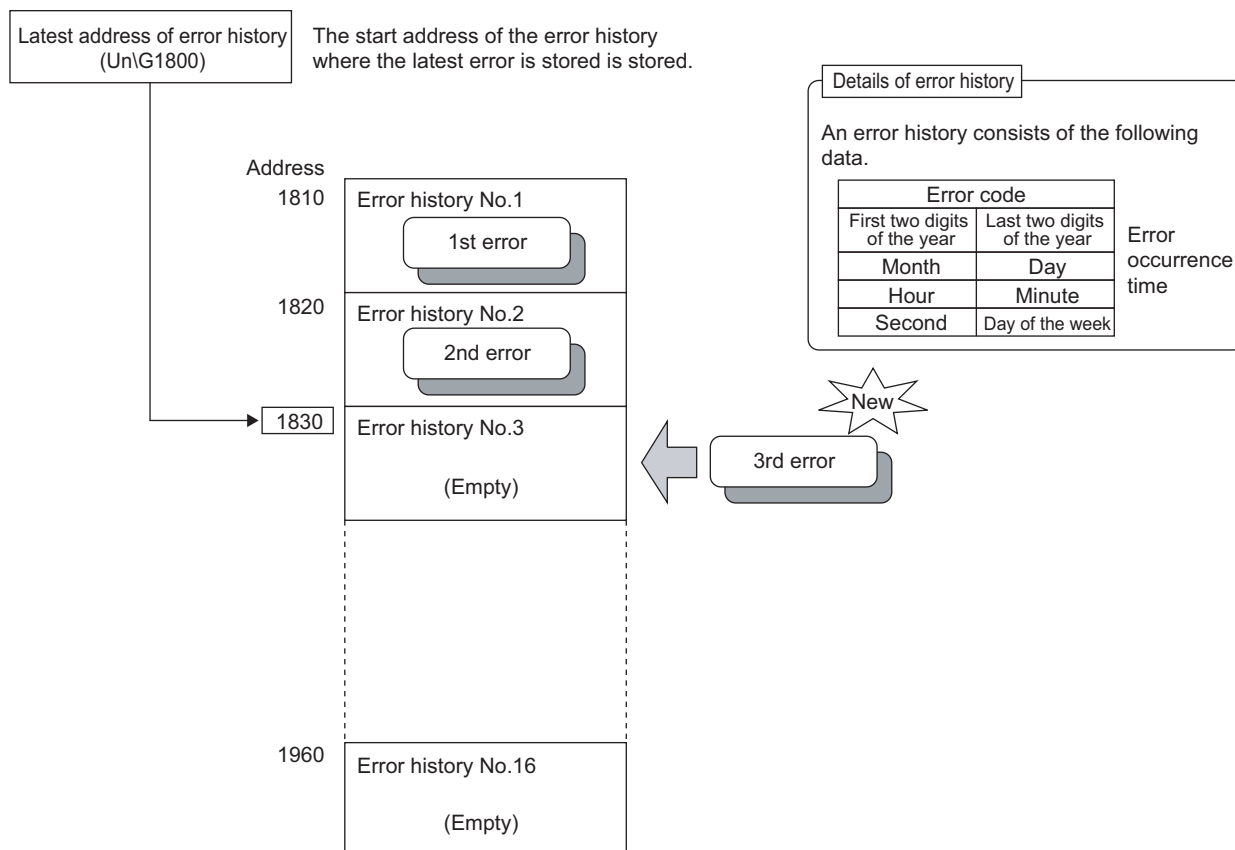 Latest address of error history
(Un\G1800)
The start address of the error history
where the latest error is stored is stored.
Details of error history
An error history consists of the following
data.
Error code
First two digits
of the year
Last two digits
of the year
Month
Day
Hour
Minute
Second
Day of the week
Error
occurrence
time
Address
1810
Error history No.1
1st error
1820
Error history No.2
2nd error
1830
Error history No.3
(Empty)
New
3rd error
1960
Error history No.16
(Empty)